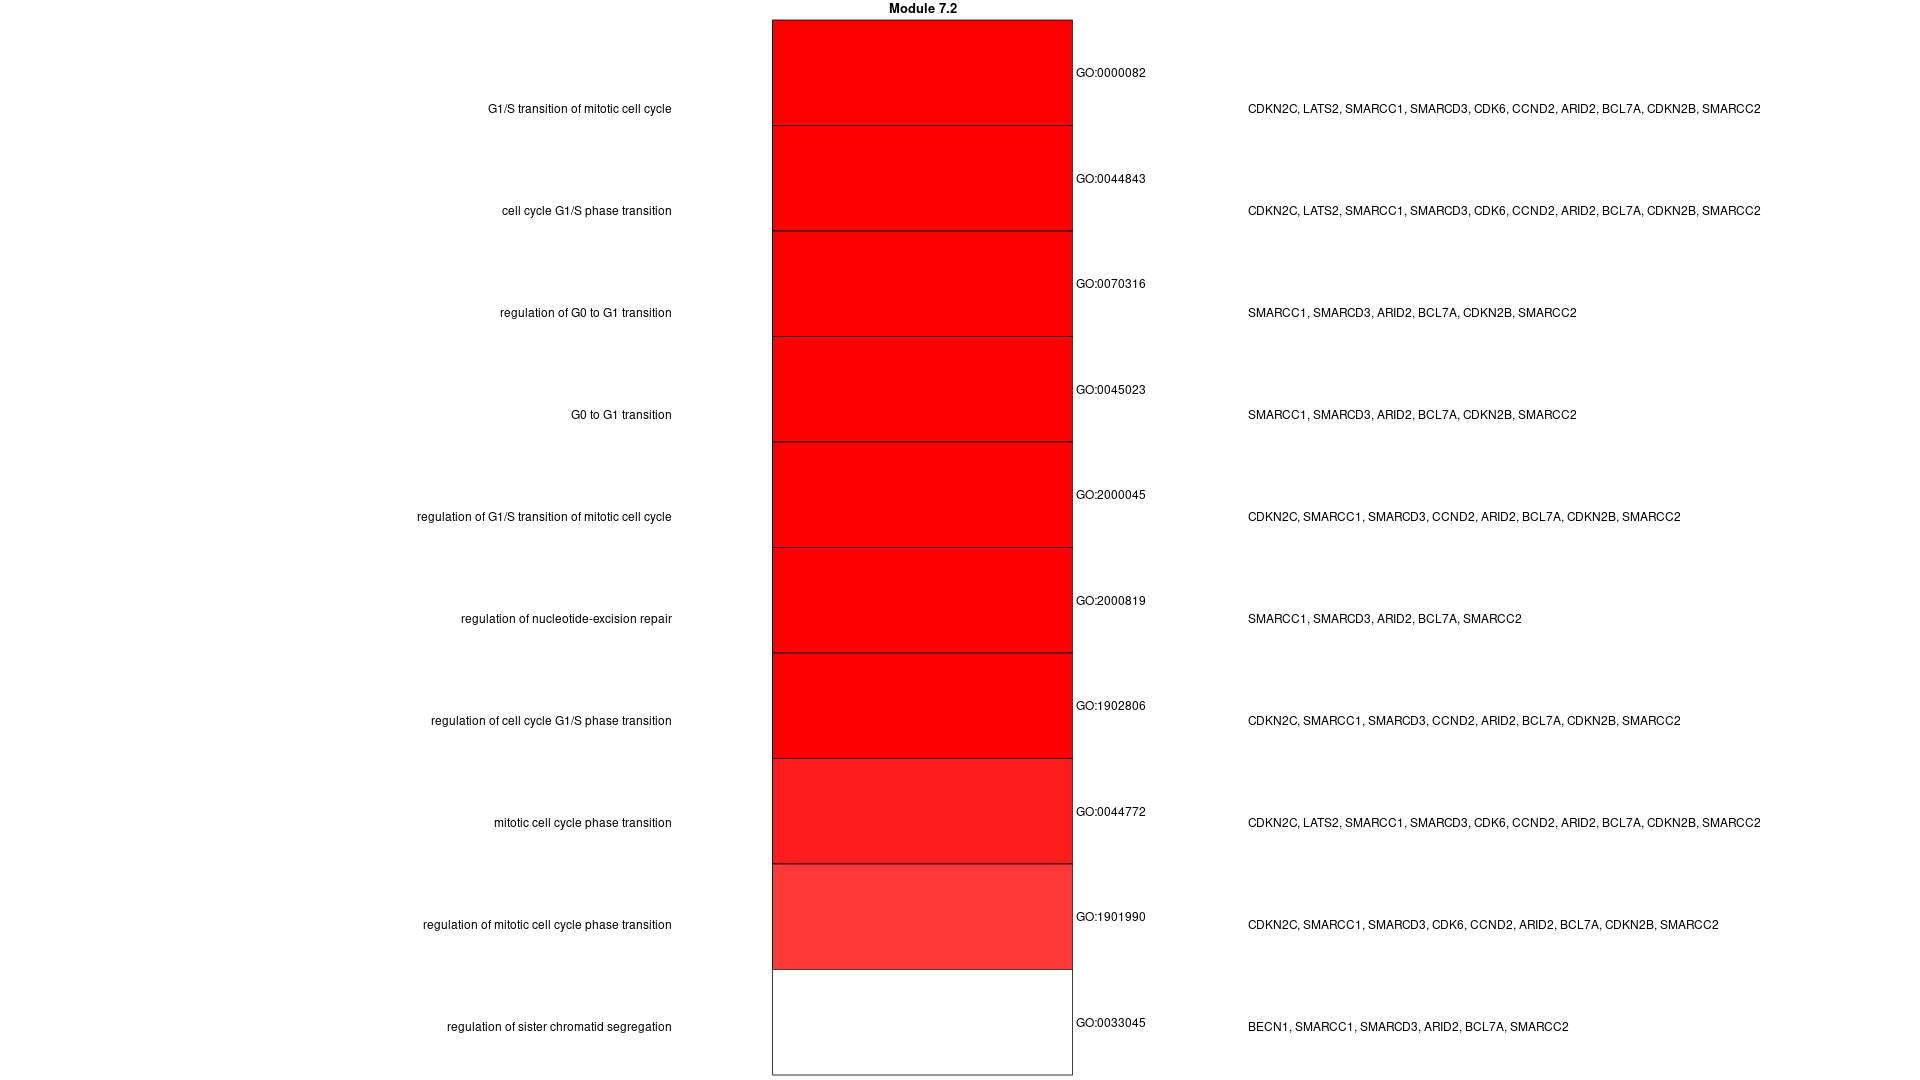 Module 7.2
GO:0000082
G1/S transition of mitotic cell cycle CDKN2C, LATS2, SMARCC1, SMARCD3, CDK6, CCND2, ARID2, BCL7A, CDKN2B, SMARCC2
GO:0044843
cell cycle G1/S phase transition CDKN2C, LATS2, SMARCC1, SMARCD3, CDK6, CCND2, ARID2, BCL7A, CDKN2B, SMARCC2
GO:0070316
regulation of G0 to G1 transition SMARCC1, SMARCD3, ARID2, BCL7A, CDKN2B, SMARCC2
GO:0045023
G0 to G1 transition SMARCC1, SMARCD3, ARID2, BCL7A, CDKN2B, SMARCC2
GO:2000045
regulation of G1/S transition of mitotic cell cycle CDKN2C, SMARCC1, SMARCD3, CCND2, ARID2, BCL7A, CDKN2B, SMARCC2
GO:2000819
regulation of nucleotide-excision repair SMARCC1, SMARCD3, ARID2, BCL7A, SMARCC2
GO:1902806
regulation of cell cycle G1/S phase transition CDKN2C, SMARCC1, SMARCD3, CCND2, ARID2, BCL7A, CDKN2B, SMARCC2
GO:0044772
mitotic cell cycle phase transition CDKN2C, LATS2, SMARCC1, SMARCD3, CDK6, CCND2, ARID2, BCL7A, CDKN2B, SMARCC2
GO:1901990
regulation of mitotic cell cycle phase transition CDKN2C, SMARCC1, SMARCD3, CDK6, CCND2, ARID2, BCL7A, CDKN2B, SMARCC2
GO:0033045
regulation of sister chromatid segregation BECN1, SMARCC1, SMARCD3, ARID2, BCL7A, SMARCC2